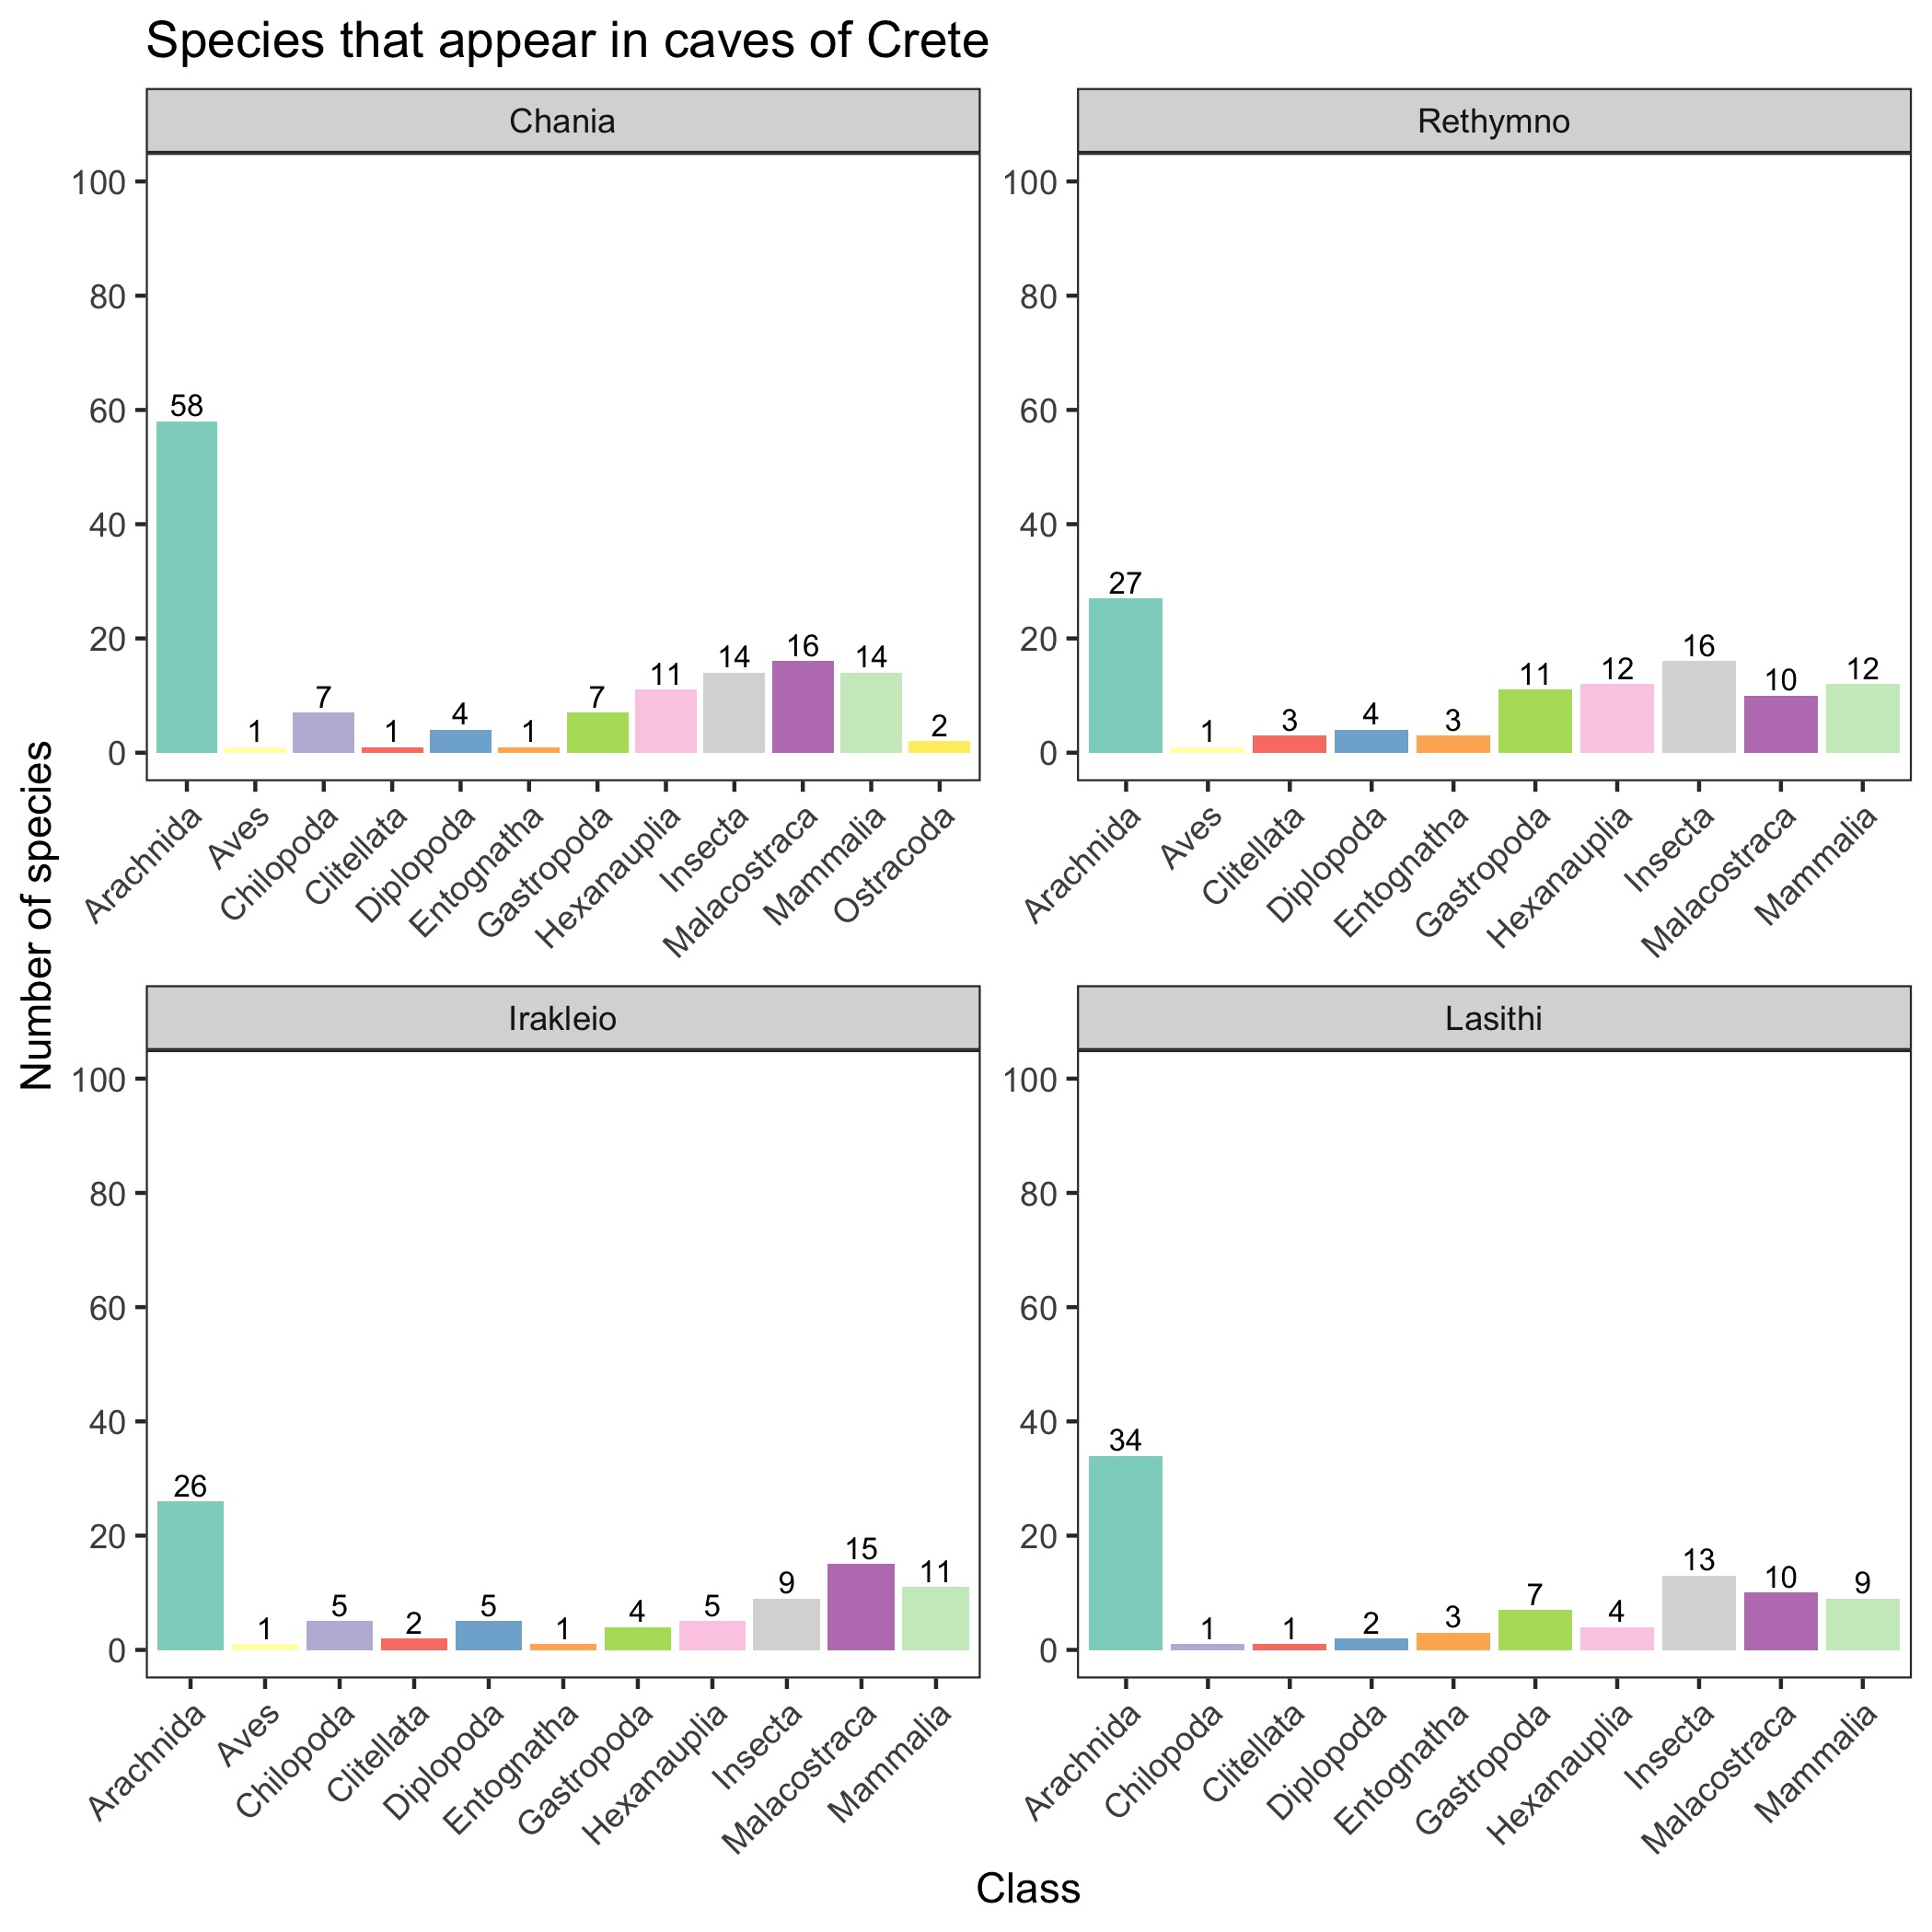 Species that appear in caves of Crete
Chania
100
80
60
40
20
0
58
1
7
1
4
1
7
11
14
16
14
2
Arachnida
Aves
Chilopoda
Clitellata
Diplopoda
Entognatha
Gastropoda
Hexanauplia
Insecta
Malacostraca
Mammalia
Ostracoda
Rethymno
100
80
60
40
20
0
27
1
3
4
3
11
12
16
10
12
Arachnida
Aves
Clitellata
Diplopoda
Entognatha
Gastropoda
Hexanauplia
Insecta
Malacostraca
Mammalia
Number of species
Irakleio
100
80
60
40
20
0
26
1
5
2
5
1
4
5
9
15
11
Arachnida
Aves
Chilopoda
Clitellata
Diplopoda
Entognatha
Gastropoda
Hexanauplia
Insecta
Malacostraca
Mammalia
Lasithi
100
80
60
40
20
0
34
1
1
2
3
7
4
13
10
9
Arachnida
Chilopoda
Clitellata
Diplopoda
Entognatha
Gastropoda
Hexanauplia
Insecta
Malacostraca
Mammalia
Class